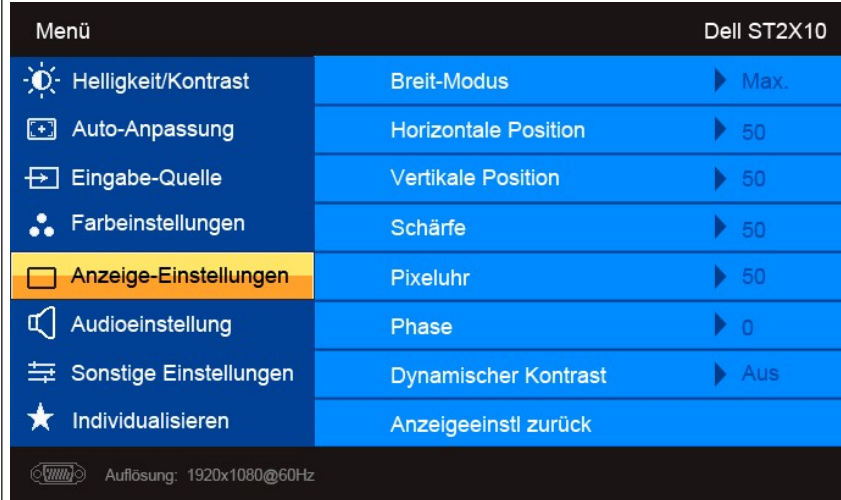 Menü Dell ST2X10
Helligkeit/Kontrast Breit-Modus Max.
Auto-Anpassung Horizontale Position 50
Eingabe-Quelle Vertikale Position 50
Farbeinstellungen Schärfe 50
Anzeige-Einstellungen Pixeluhr 50
Audioeinstellung Phase 0
Sonstige Einstellungen Dynamischer Kontrast Aus
Individualisieren Anzeigeeinstl zurück
Auflösung: 1920x1080@60Hz